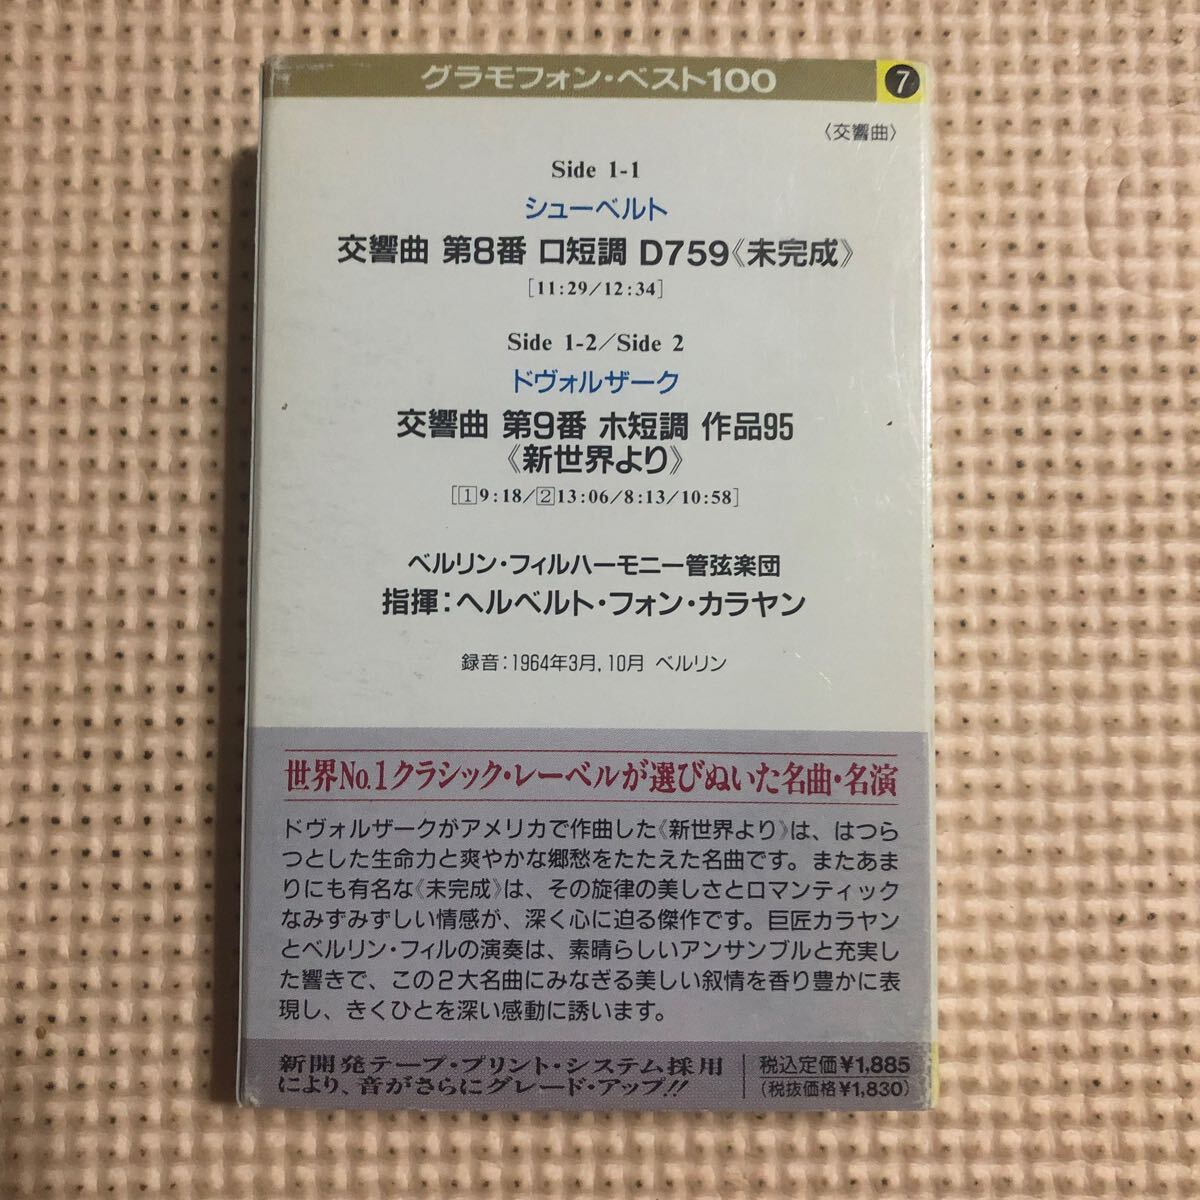 グラモフォン・ベスト100 7
〈交響曲〉
Side 1-1
シューベルト
交響曲 第8番 ロ短調 D759《未完成》
[11:29/12:34]
Side 1-2/Side 2
ドヴォルザーク
交響曲 第9番 ホ短調 作品95
《新世界より》
[1 9:18/2 13:06/8:13/10:58]
ベルリン・フィルハーモニー管弦楽団
指揮:ヘルベルト・フォン・カラヤン
録音:1964年3月,10月 ベルリン
世界No.1クラシック・レーベルが選びぬいた名曲・名演
ドヴォルザークがアメリカで作曲した《新世界より》は、はつら
つとした生命力と爽やかな郷愁をたたえた名曲です。またあま
りにも有名な《未完成》は、その旋律の美しさとロマンティック
なみずみずしい情感が、深く心に迫る傑作です。巨匠カラヤン
とベルリン・フィルの演奏は、素晴らしいアンサンブルと充実し
た響きで、この2大名曲にみなぎる美しい叙情を香り豊かに表
現し、きくひとを深い感動に誘います。
新開発テープ・プリント・システム採用
により、音がさらにグレード・アップ!!
税込定価¥1,885
(税抜価格¥1,830)